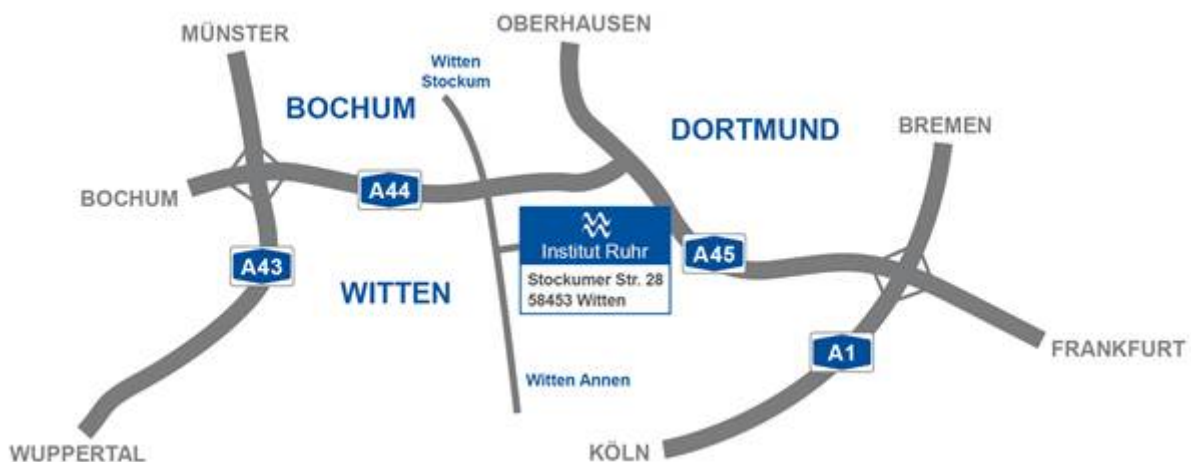 OBERHAUSEN
MÜNSTER
Witten
Stockum
BOCHUM
DORTMUND
BREMEN
BOCHUM
A44
Institut Ruhr
A45
A43
Stockumer Str. 28
58453 Witten
WITTEN
A1
FRANKFURT
Witten Annen
WUPPERTAL
KÖLN